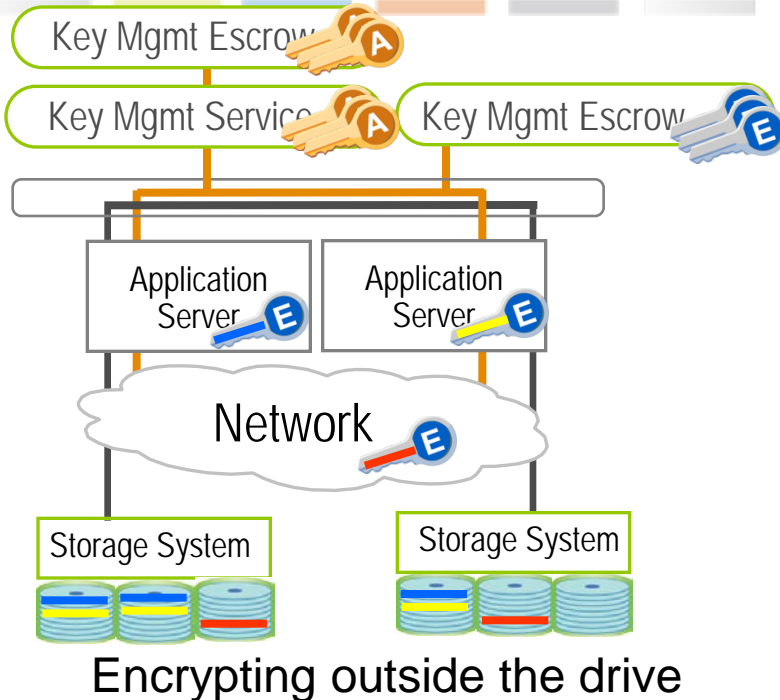 Key Mgmt Escrow
A
Key Mgmt Service
A
Key Mgmt Escrow
E
Application
Server
E
Application
Server
E
Network
E
Storage System
Storage System
Encrypting outside the drive